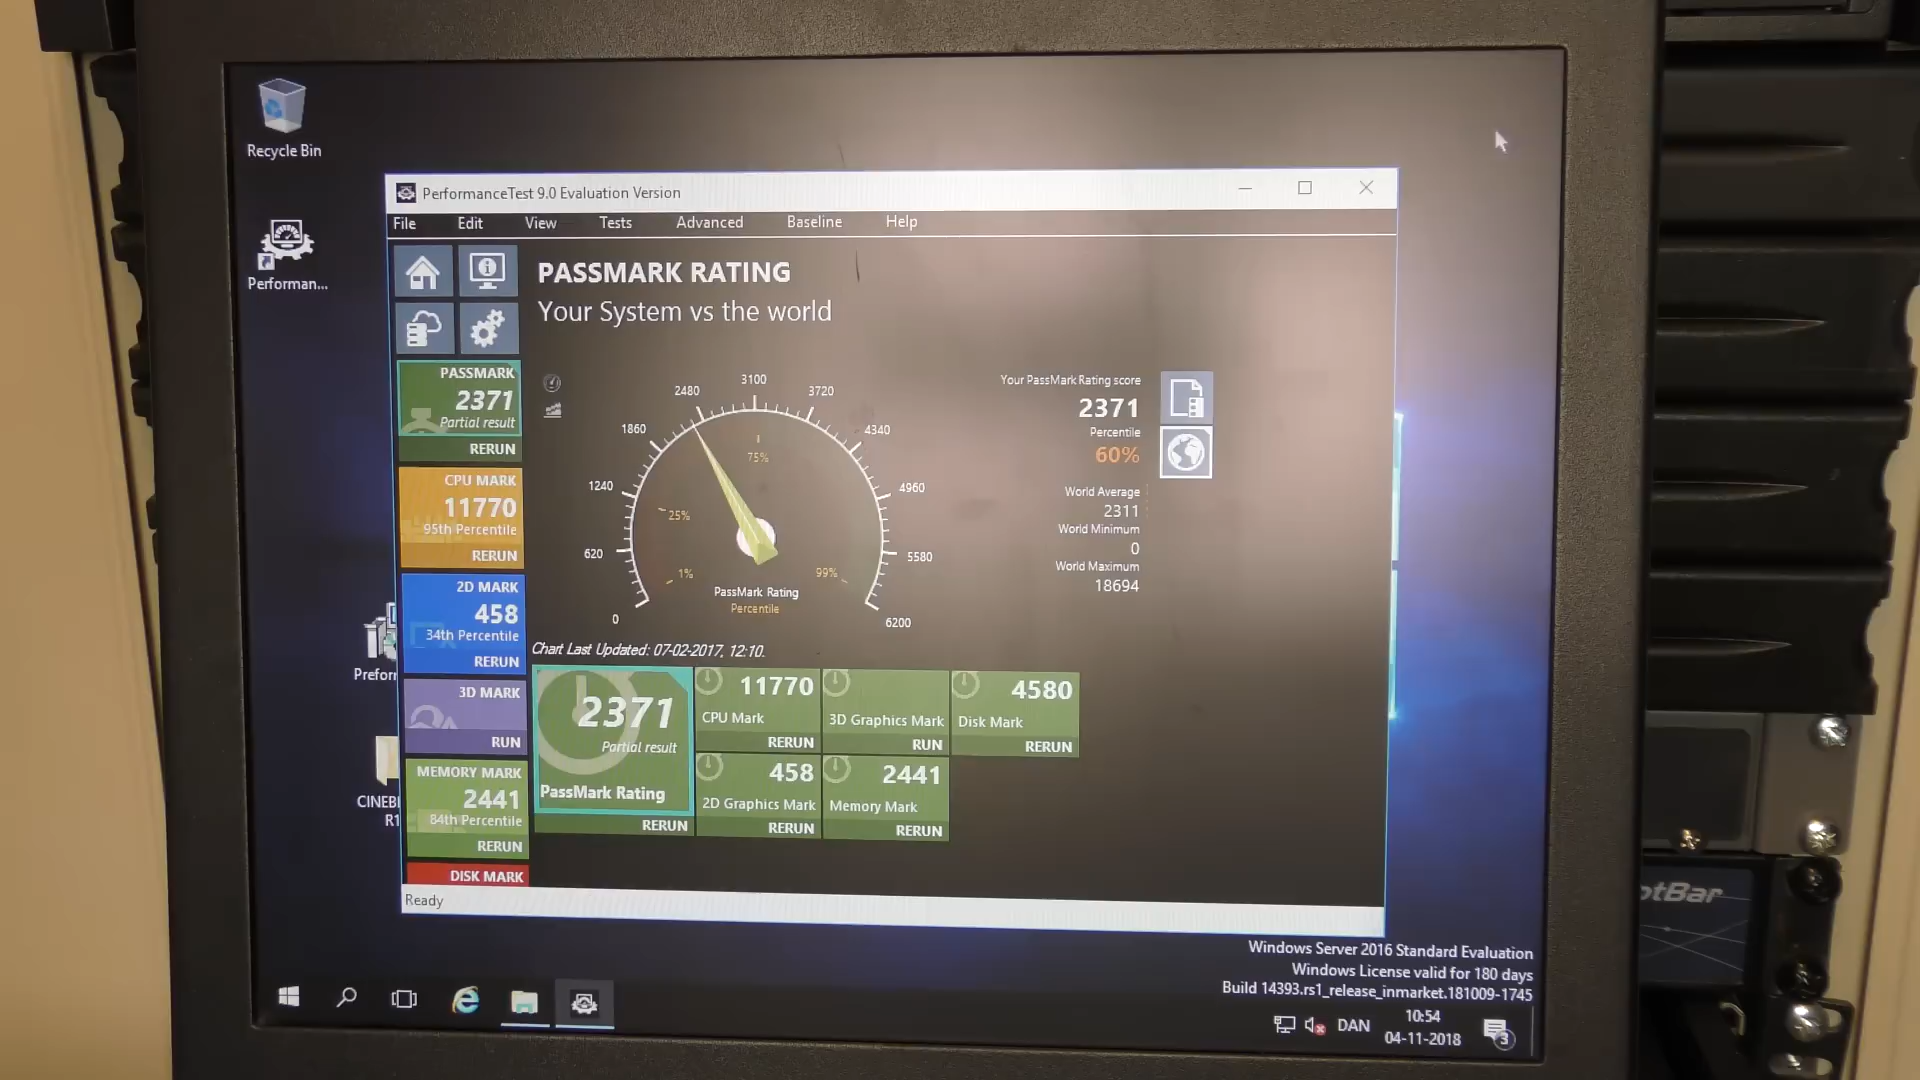 Recycle Bin
Performan...
PerformanceTest 9.0 Evaluation Version
File Edit View Tests Advanced Baseline Help
PASSMARK RATING
Your System vs the world
PASSMARK
2371
Partial result
RERUN
CPU MARK
11770
95th Percentile
RERUN
2D MARK
458
34th Percentile
RERUN
3D MARK
RUN
MEMORY MARK
2441
84th Percentile
RERUN
DISK MARK
0
620
1240
1860
2480
3100
3720
4340
4960
5580
6200
1%
25%
75%
99%
PassMark Rating
Percentile
Your PassMark Rating score
2371
Percentile
60%
World Average
2311
World Minimum
0
World Maximum
18694
Chart Last Updated: 07-02-2017, 12:10.
2371
Partial result
PassMark Rating
RERUN
11770
CPU Mark
RERUN
3D Graphics Mark
RUN
4580
Disk Mark
RERUN
458
2D Graphics Mark
RERUN
2441
Memory Mark
RERUN
Ready
Prefor
CINEB
R1
Windows Server 2016 Standard Evaluation
Windows License valid for 180 days
Build 14393.rs1_release_inmarket.181009-1745
DAN
10:54
04-11-2018
3
otBar